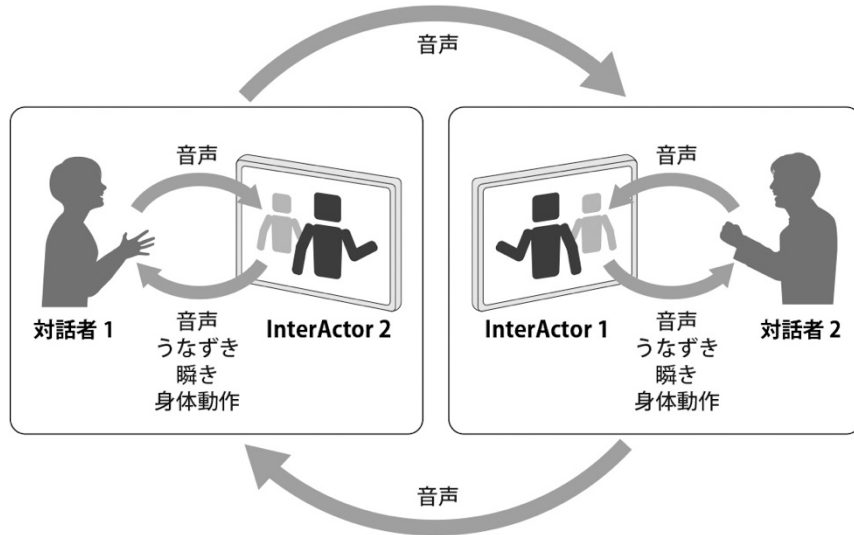 音声
音声
対話者 1
InterActor 2
音声
うなずき
瞬き
身体動作
音声
InterActor 1
対話者 2
音声
うなずき
瞬き
身体動作
音声